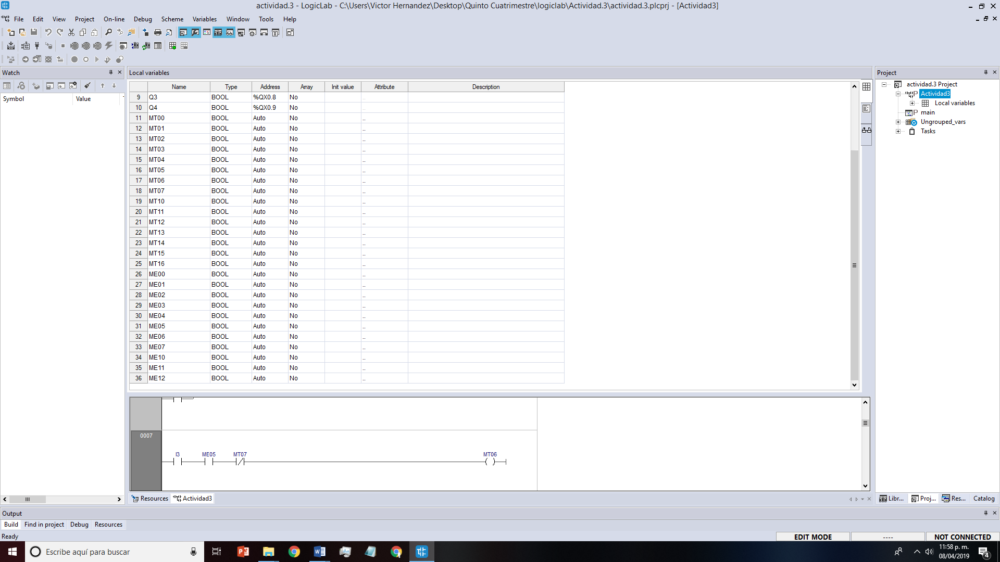 actividad.3 - LogicLab - C:\Users\Victor Hernandez\Desktop\Quinto Cuatrimestre\logiclab\Actividad.3\actividad.3.plcprj - [Actividad3]
File Edit View Project On-line Debug Scheme Variables Window Tools Help
Watch
Symbol Value
Local variables
Name Type Address Array Init value Attribute Description
9 Q3 BOOL %QX0.8 No ..
10 Q4 BOOL %QX0.9 No ..
11 MT00 BOOL Auto No ..
12 MT01 BOOL Auto No ..
13 MT02 BOOL Auto No ..
14 MT03 BOOL Auto No ..
15 MT04 BOOL Auto No ..
16 MT05 BOOL Auto No ..
17 MT06 BOOL Auto No ..
18 MT07 BOOL Auto No ..
19 MT10 BOOL Auto No ..
20 MT11 BOOL Auto No ..
21 MT12 BOOL Auto No ..
22 MT13 BOOL Auto No ..
23 MT14 BOOL Auto No ..
24 MT15 BOOL Auto No ..
25 MT16 BOOL Auto No ..
26 ME00 BOOL Auto No ..
27 ME01 BOOL Auto No ..
28 ME02 BOOL Auto No ..
29 ME03 BOOL Auto No ..
30 ME04 BOOL Auto No ..
31 ME05 BOOL Auto No ..
32 ME06 BOOL Auto No ..
33 ME07 BOOL Auto No ..
34 ME10 BOOL Auto No ..
35 ME11 BOOL Auto No ..
36 ME12 BOOL Auto No ..
0007
I3 ME05 MT07 MT06
Resources Actividad3
Project
actividad.3 Project
Actividad3
Local variables
main
Ungrouped_vars
Tasks
Libr... Proj... Res... Catalog
Output
Build Find in project Debug Resources
Ready
EDIT MODE ---- NOT CONNECTED
Escribe aquí para buscar
11:58 p. m.
08/04/2019
4